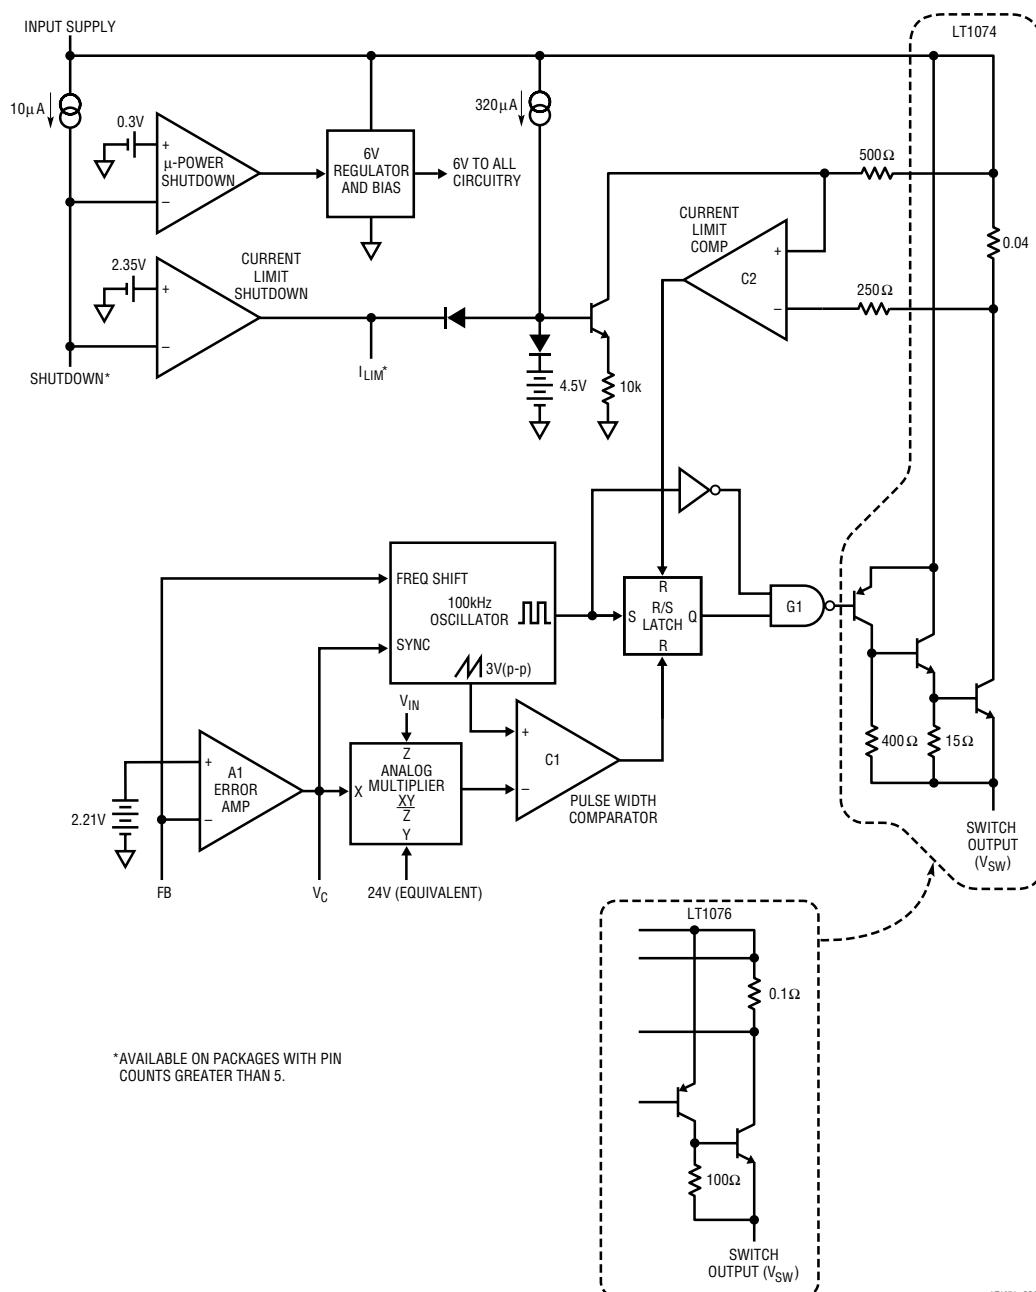 INPUT SUPPLY
LT1074
10µA
0.3V
+
µ-POWER
SHUTDOWN
−
6V
REGULATOR
AND BIAS
6V TO ALL
CIRCUITRY
320µA
500Ω
0.04
CURRENT
LIMIT
COMP
+
C2
−
250Ω
2.35V
+
−
CURRENT
LIMIT
SHUTDOWN
SHUTDOWN*
ILIM*
4.5V
10k
FREQ SHIFT
100kHz
OSCILLATOR
SYNC
3V(p-p)
R
S
R/S
LATCH
Q
R
G1
VIN
Z
ANALOG
MULTIPLIER
XY
Z
X
Y
+
C1
−
PULSE WIDTH
COMPARATOR
400Ω
15Ω
+
A1
ERROR
AMP
−
2.21V
FB
VC
24V (EQUIVALENT)
SWITCH
OUTPUT
(VSW)
LT1076
0.1Ω
100Ω
SWITCH
OUTPUT (VSW)
*AVAILABLE ON PACKAGES WITH PIN
COUNTS GREATER THAN 5.